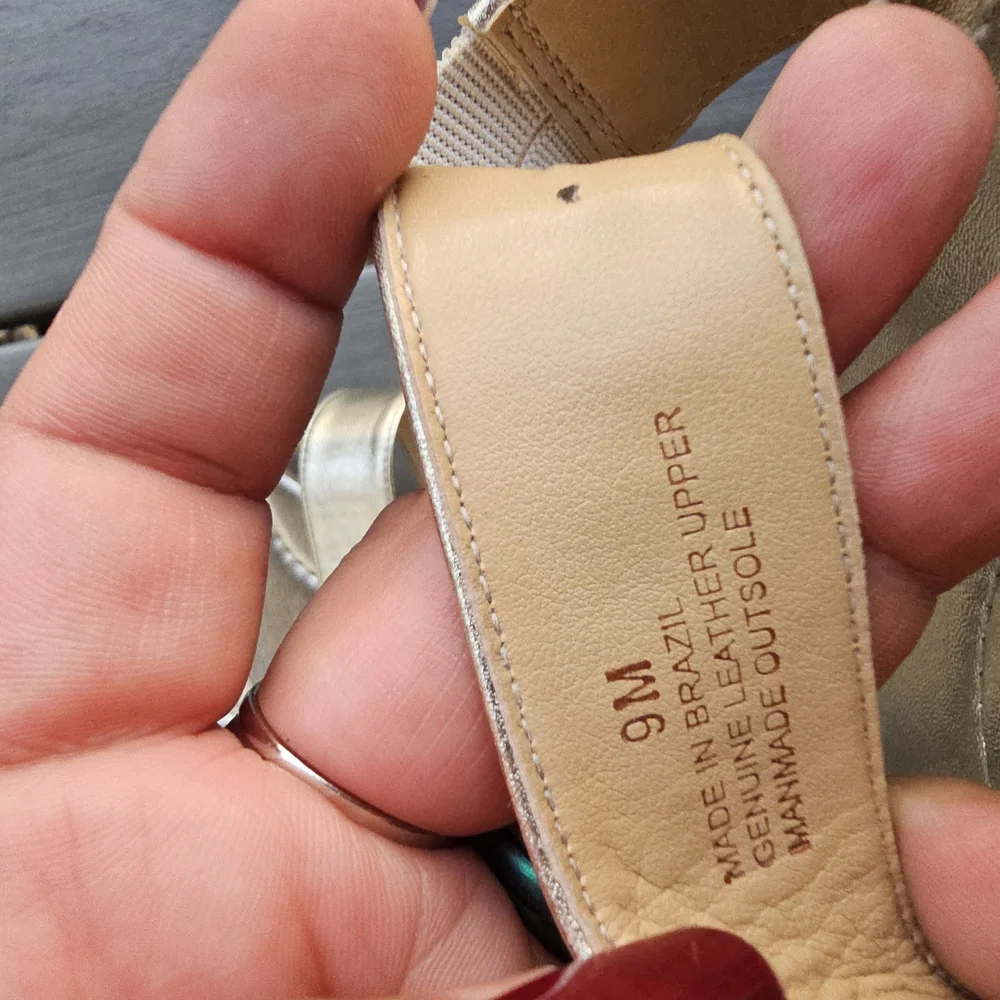 9M
MADE IN BRAZIL
GENUINE LEATHER UPPER
MANMADE OUTSOLE